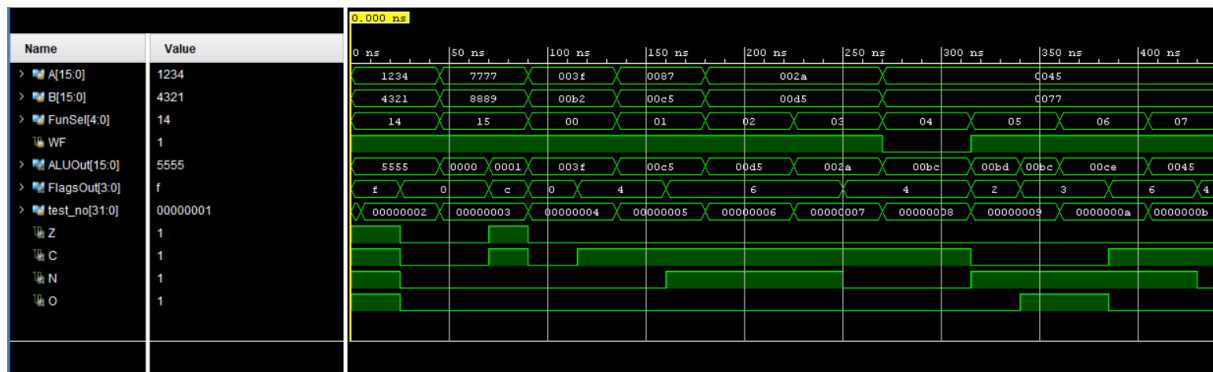 0.000 ns
Name Value 0 ns 50 ns 100 ns 150 ns 200 ns 250 ns 300 ns 350 ns 400 ns
A[15:0] 1234 1234 7777 003f 0087 002a 0045
B[15:0] 4321 4321 8889 00b2 00c5 00d5 0077
FunSel[4:0] 14 14 15 00 01 02 03 04 05 06 07
WF 1
ALUOut[15:0] 5555 5555 0000 0001 003f 00c5 00d5 002a 00bc 00bd 00bc 00ce 0045
FlagsOut[3:0] f f 0 c 0 4 6 4 2 3 6 4
test_no[31:0] 00000001 00000002 00000003 00000004 00000005 00000006 00000007 00000008 00000009 0000000a 0000000b
Z 1
C 1
N 1
O 1